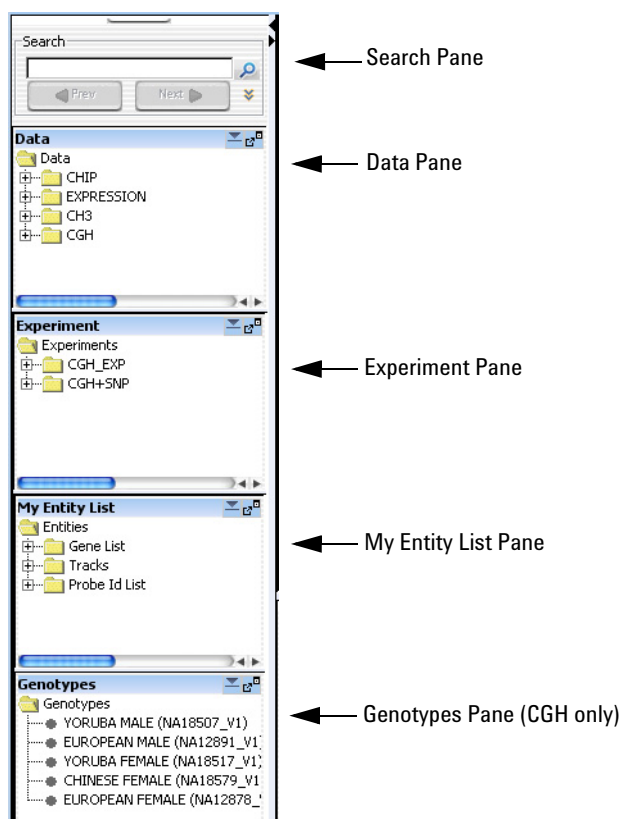 Search
Search Pane
Prev
Next
Data
Data
Data Pane
CHIP
EXPRESSION
CH3
CGH
Experiment
Experiments
Experiment Pane
CGH_EXP
CGH+SNP
My Entity List
Entities
My Entity List Pane
Gene List
Tracks
Probe Id List
Genotypes
Genotypes
Genotypes Pane (CGH only)
YORUBA MALE (NA18507_V1)
EUROPEAN MALE (NA12891_V1)
YORUBA FEMALE (NA18517_V1)
CHINESE FEMALE (NA18579_V1
EUROPEAN FEMALE (NA12878_